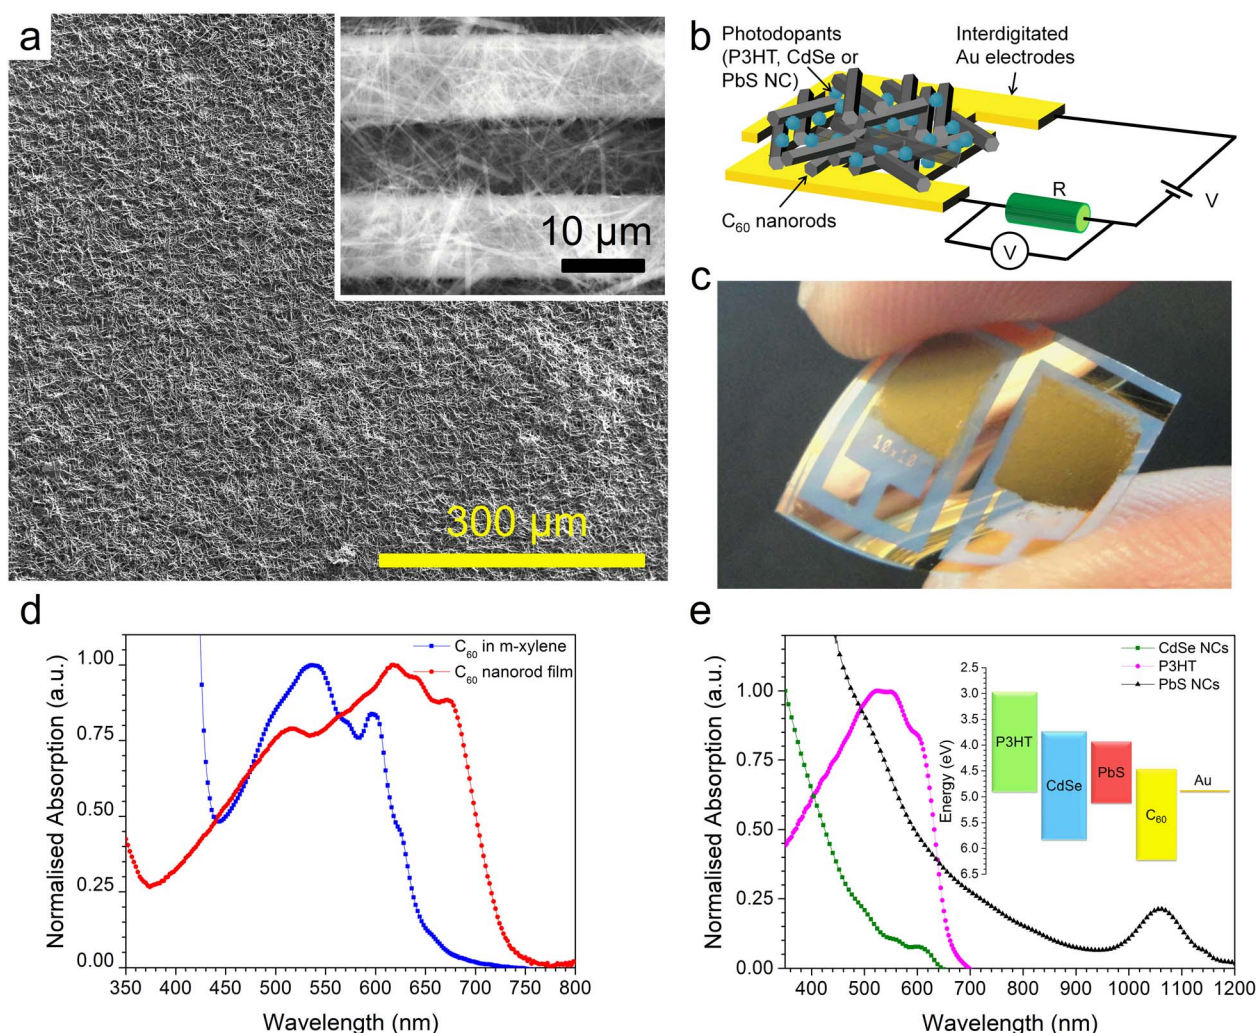 a
10 µm
300 µm
b
Photodopants
(P3HT, CdSe or
PbS NC)
Interdigitated
Au electrodes
R
V
V
C₆₀ nanorods
c
10x10
d
C₆₀ in m-xylene
C₆₀ nanorod film
1.00
0.75
0.50
0.25
0.00
Normalised Absorption (a.u.)
350 400 450 500 550 600 650 700 750 800
Wavelength (nm)
e
CdSe NCs
P3HT
PbS NCs
1.00
0.75
0.50
0.25
0.00
Normalised Absorption (a.u.)
2.5
3.0
3.5
4.0
4.5
5.0
5.5
6.0
6.5
Energy (eV)
P3HT
CdSe
PbS
C₆₀
Au
400 500 600 700 800 900 1000 1100 1200
Wavelength (nm)